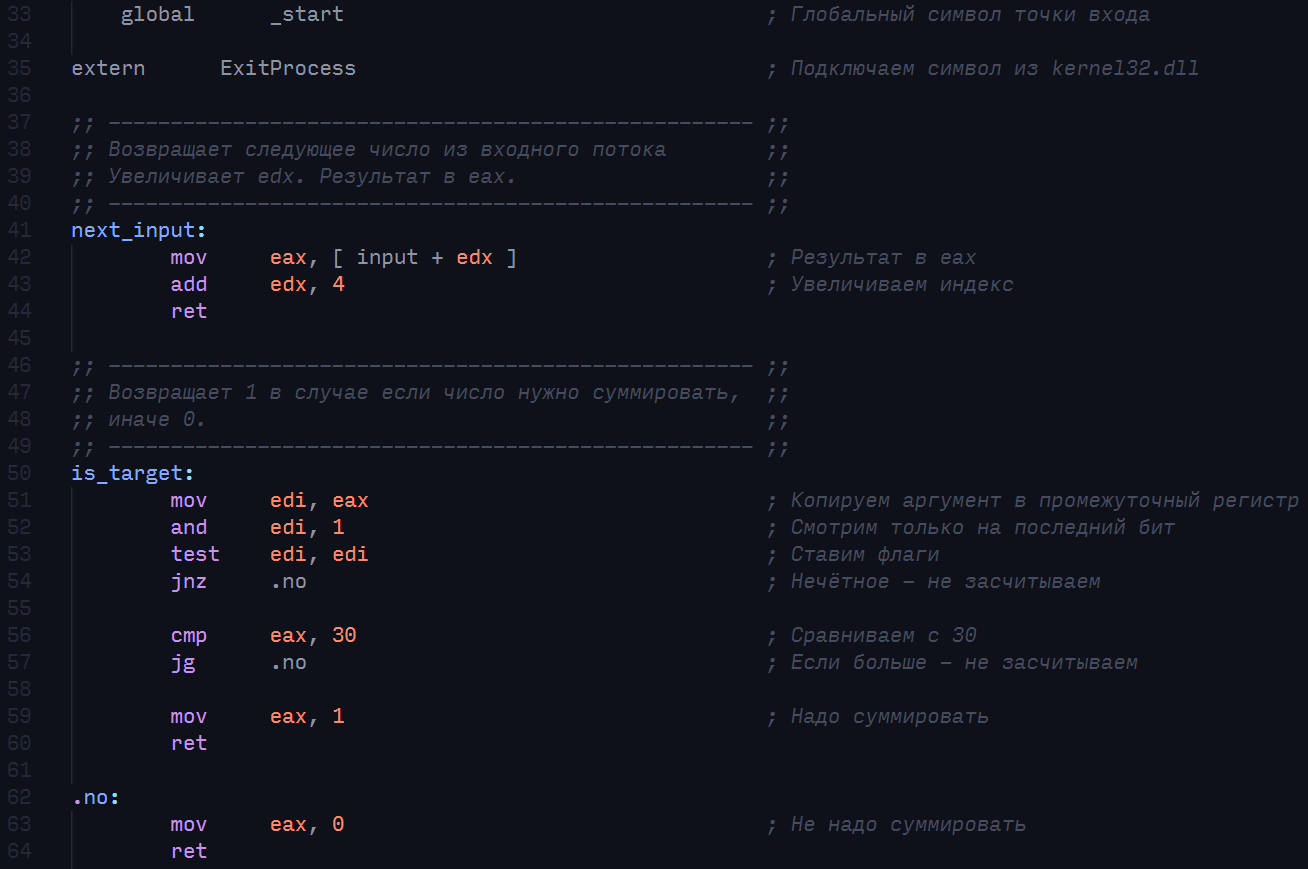 33 global _start ; Глобальный символ точки входа
34
35 extern ExitProcess ; Подключаем символ из kernel32.dll
36
37 ;; ---------------------------------------------------- ;;
38 ;; Возвращает следующее число из входного потока ;;
39 ;; Увеличивает edx. Результат в eax. ;;
40 ;; ---------------------------------------------------- ;;
41 next_input:
42 mov eax, [ input + edx ] ; Результат в eax
43 add edx, 4 ; Увеличиваем индекс
44 ret
45
46 ;; ---------------------------------------------------- ;;
47 ;; Возвращает 1 в случае если число нужно суммировать, ;;
48 ;; иначе 0. ;;
49 ;; ---------------------------------------------------- ;;
50 is_target:
51 mov edi, eax ; Копируем аргумент в промежуточный регистр
52 and edi, 1 ; Смотрим только на последний бит
53 test edi, edi ; Ставим флаги
54 jnz .no ; Нечётное – не засчитываем
55
56 cmp eax, 30 ; Сравниваем с 30
57 jg .no ; Если больше – не засчитываем
58
59 mov eax, 1 ; Надо суммировать
60 ret
61
62 .no:
63 mov eax, 0 ; Не надо суммировать
64 ret